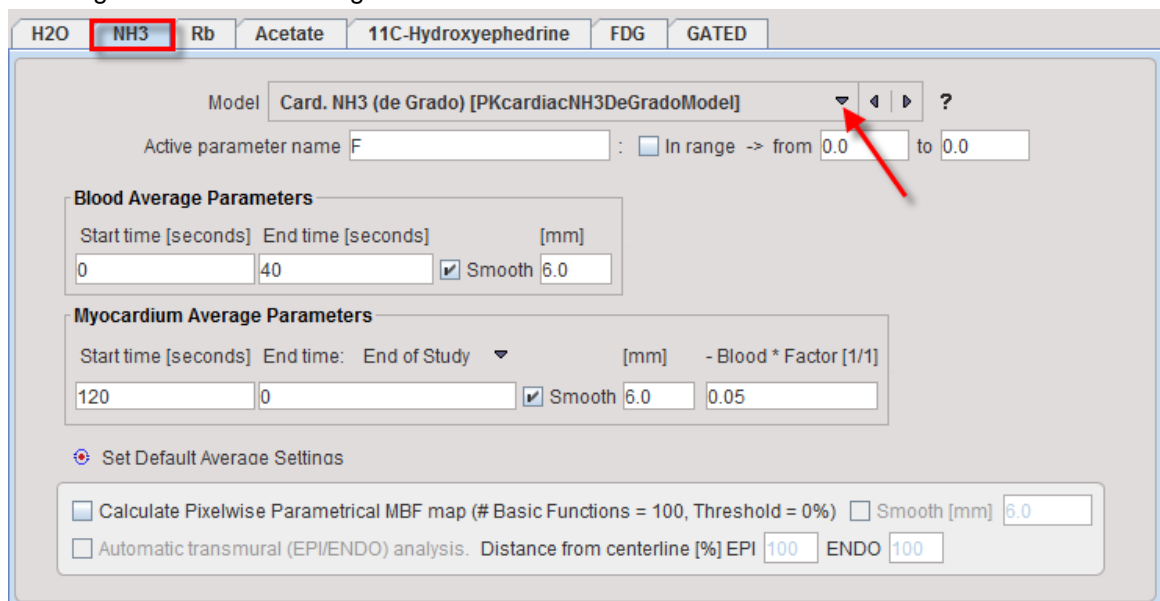 H2O NH3 Rb Acetate 11C-Hydroxyephedrine FDG GATED
Model Card. NH3 (de Grado) [PKcardiacNH3DeGradoModel] ?
Active parameter name F : In range -> from 0.0 to 0.0
Blood Average Parameters
Start time [seconds] End time [seconds] [mm]
0 40 Smooth 6.0
Myocardium Average Parameters
Start time [seconds] End time: End of Study [mm] - Blood * Factor [1/1]
120 0 Smooth 6.0 0.05
Set Default Average Settings
Calculate Pixelwise Parametrical MBF map (# Basic Functions = 100, Threshold = 0%) Smooth [mm] 6.0
Automatic transmural (EPI/ENDO) analysis. Distance from centerline [%] EPI 100 ENDO 100